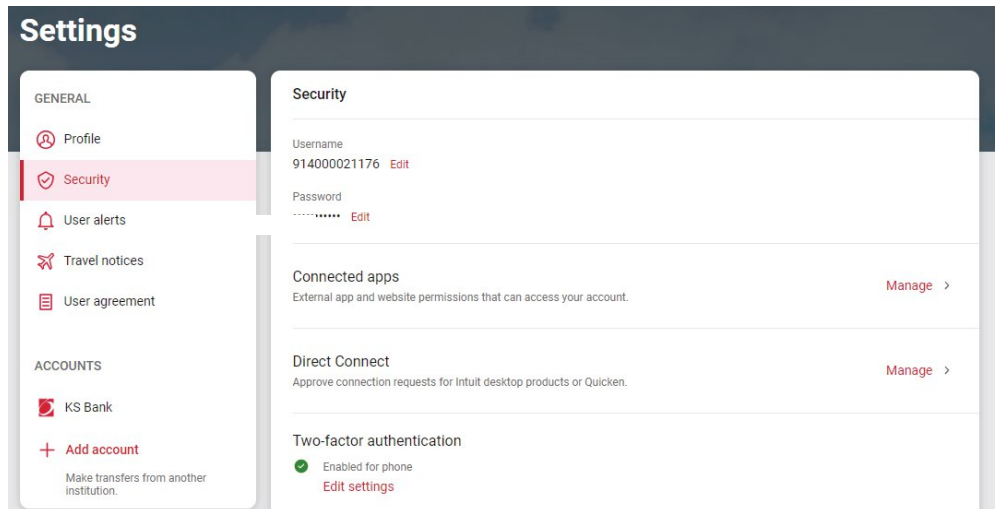 Settings
GENERAL
Profile
Security
User alerts
Travel notices
User agreement
ACCOUNTS
KS Bank
Add account
Make transfers from another
institution.
Security
Username
914000021176 Edit
Password
••••••••••• Edit
Connected apps
External app and website permissions that can access your account.
Manage >
Direct Connect
Approve connection requests for Intuit desktop products or Quicken.
Manage >
Two-factor authentication
Enabled for phone
Edit settings